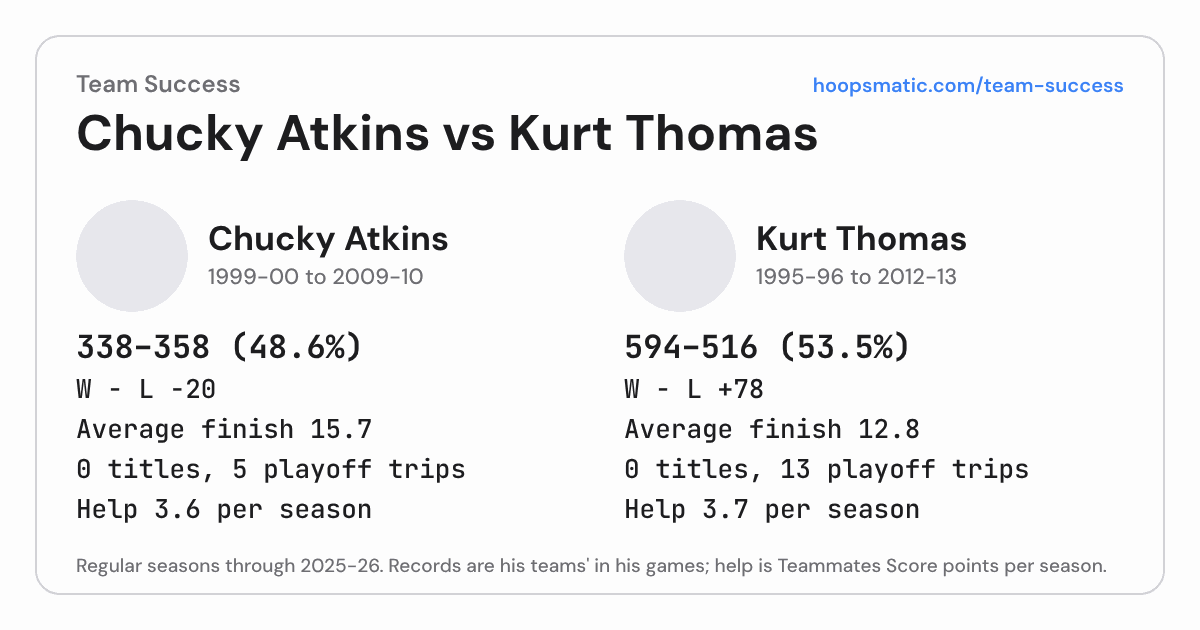 Team Success
hoopsmatic.com/team-success
Chucky Atkins vs Kurt Thomas
Chucky Atkins
1999-00 to 2009-10
338-358 (48.6%)
W - L -20
Average finish 15.7
0 titles, 5 playoff trips
Help 3.6 per season
Kurt Thomas
1995-96 to 2012-13
594-516 (53.5%)
W - L +78
Average finish 12.8
0 titles, 13 playoff trips
Help 3.7 per season
Regular seasons through 2025-26. Records are his teams' in his games; help is Teammates Score points per season.